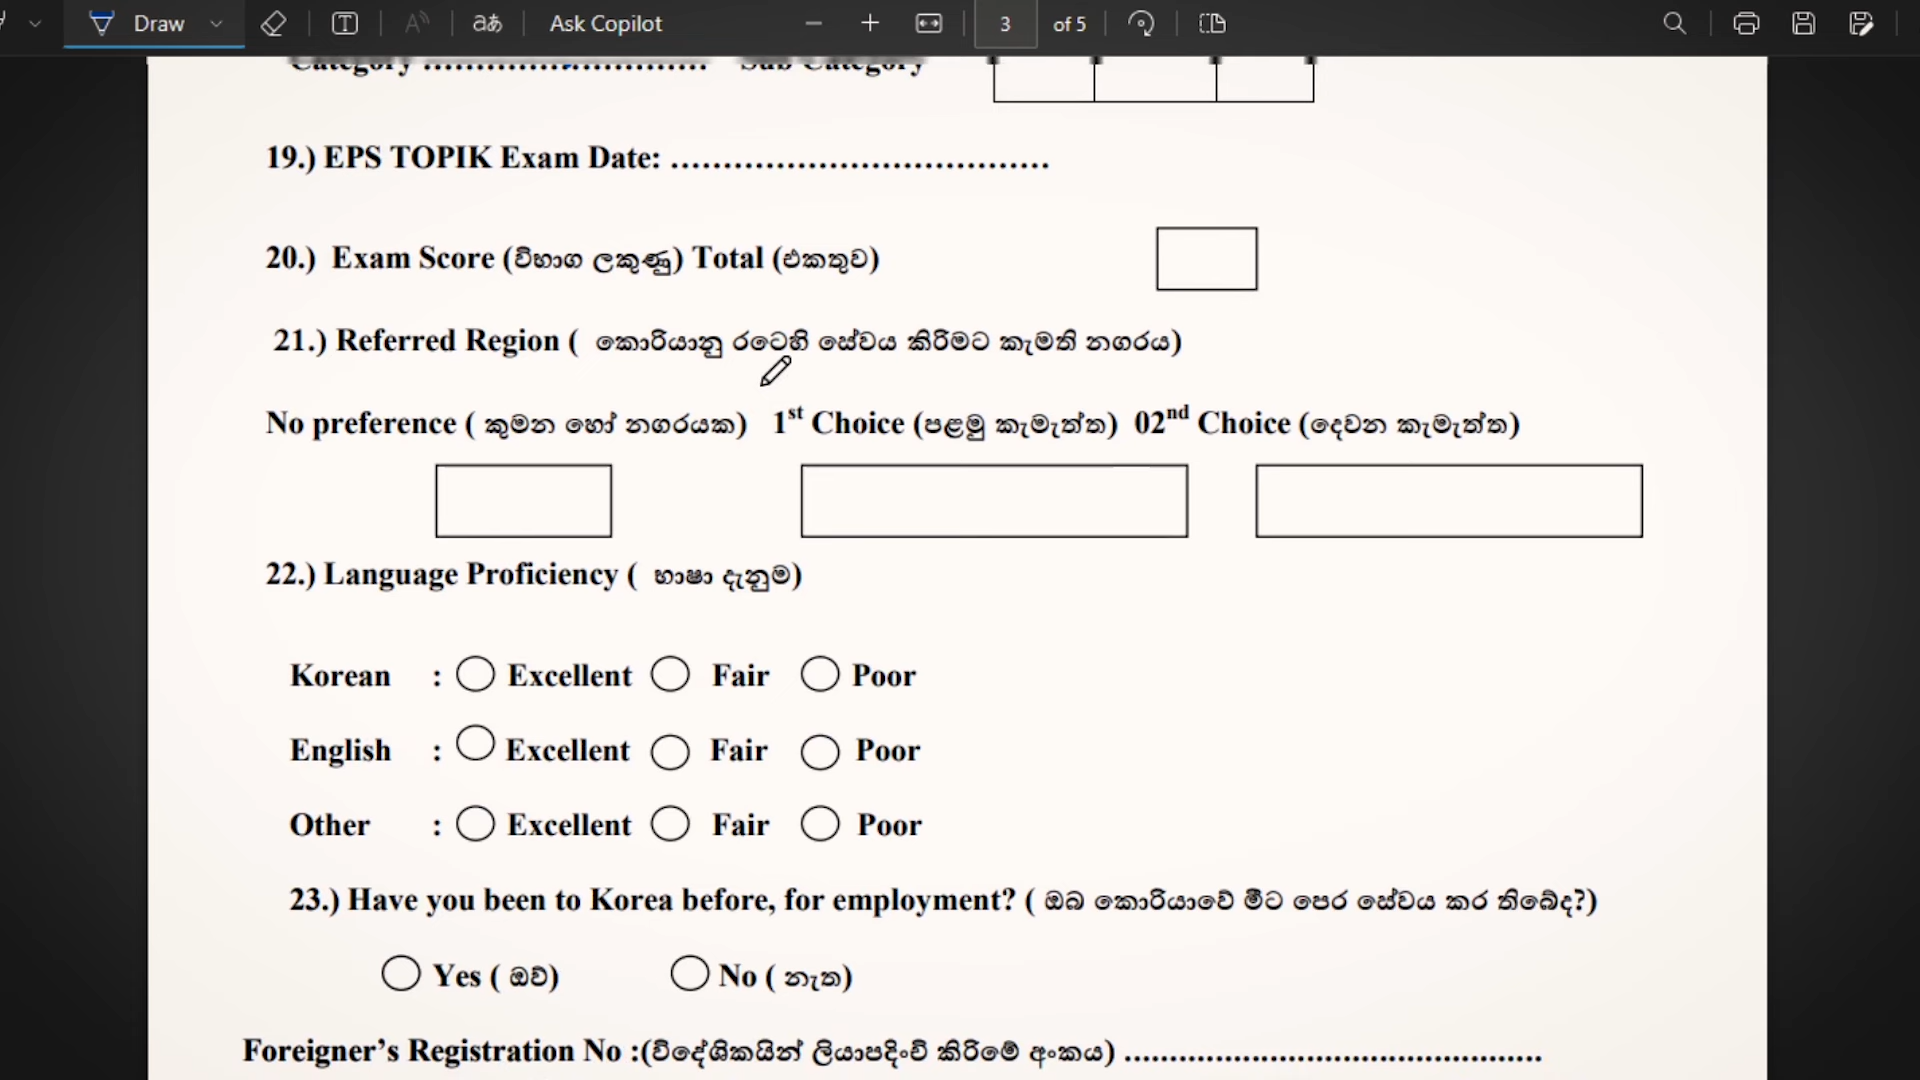 Draw Ask Copilot 3 of 5
Category .............................. Sub Category
19.) EPS TOPIK Exam Date: ....................................
20.) Exam Score (විභාග ලකුණු) Total (එකතුව)
21.) Referred Region ( කොරියානු රටෙහි සේවය කිරීමට කැමති නගරය)
No preference ( කුමන හෝ නගරයක) 1st Choice (පළමු කැමැත්ත) 02nd Choice (දෙවන කැමැත්ත)
22.) Language Proficiency ( භාෂා දැනුම)
Korean : Excellent Fair Poor
English : Excellent Fair Poor
Other : Excellent Fair Poor
23.) Have you been to Korea before, for employment? ( ඔබ කොරියාවේ මීට පෙර සේවය කර තිබේද?)
Yes ( ඔව්) No ( නැත)
Foreigner’s Registration No :(විදේශිකයින් ලියාපදිංචි කිරීමේ අංකය) ..............................................